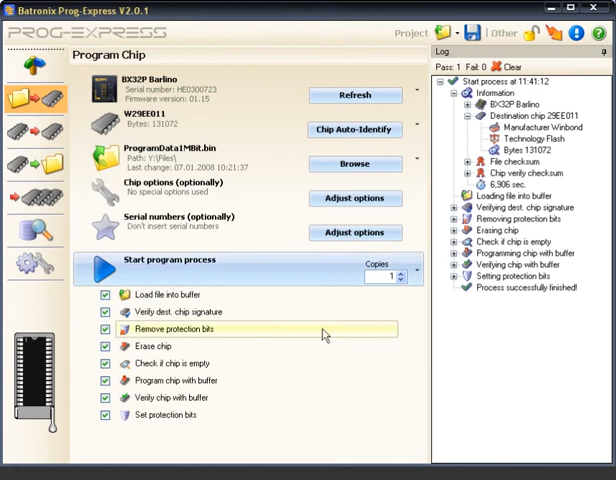 Batronix Prog-Express V2.0.1
PROG-EXPRESS
Project
Other
Program Chip
BX32P Barlino
Serial number: HE0300723
Firmware version: 01.15
Refresh
W29EE011
Bytes: 131072
Chip Auto-Identify
ProgramData1MBit.bin
Path: Y:\Files\
Last change: 07.01.2008 10:21:37
Browse
Chip options (optionally)
No special options used
Adjust options
Serial numbers (optionally)
Don't insert serial numbers
Adjust options
Start program process
Copies
1
Load file into buffer
Verify dest. chip signature
Remove protection bits
Erase chip
Check if chip is empty
Program chip with buffer
Verify chip with buffer
Set protection bits
Log
Pass: 1 Fail: 0 Clear
Start process at 11:41:12
Information
BX32P Barlino
Destination chip 29EE011
Manufacturer Winbond
Technology Flash
Bytes 131072
File checksum
Chip verify checksum
6,906 sec.
Loading file into buffer
Verifying dest. chip signature
Removing protection bits
Erasing chip
Check if chip is empty
Programming chip with buffer
Verifying chip with buffer
Setting protection bits
Process successfully finished!